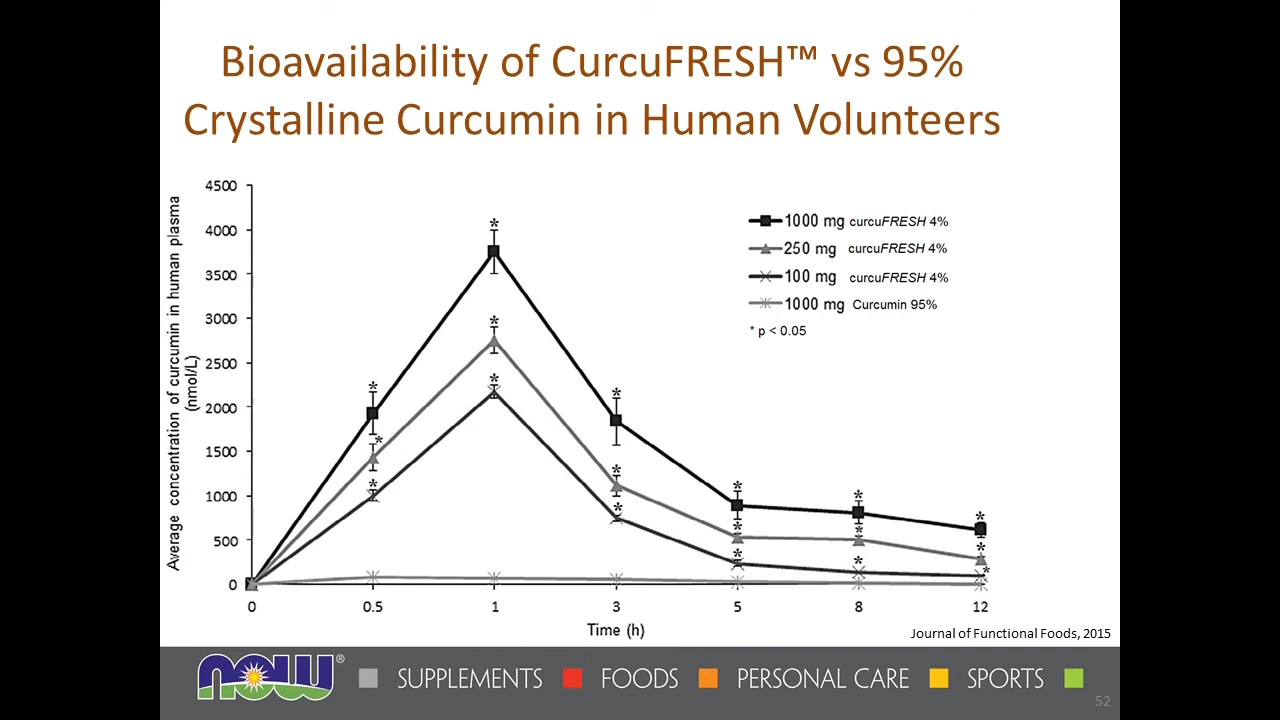 Bioavailability of CurcuFRESH™ vs 95%
Crystalline Curcumin in Human Volunteers
Average concentration of curcumin in human plasma
(nmol/L)
4500
4000
3500
3000
2500
2000
1500
1000
500
0
1000 mg curcuFRESH 4%
250 mg curcuFRESH 4%
100 mg curcuFRESH 4%
1000 mg Curcumin 95%
* p < 0.05
* * * * * * *
* * * * * *
* * * * * *
0 0.5 1 3 5 8 12
Time (h)
Journal of Functional Foods, 2015
NOW® SUPPLEMENTS FOODS PERSONAL CARE SPORTS
52